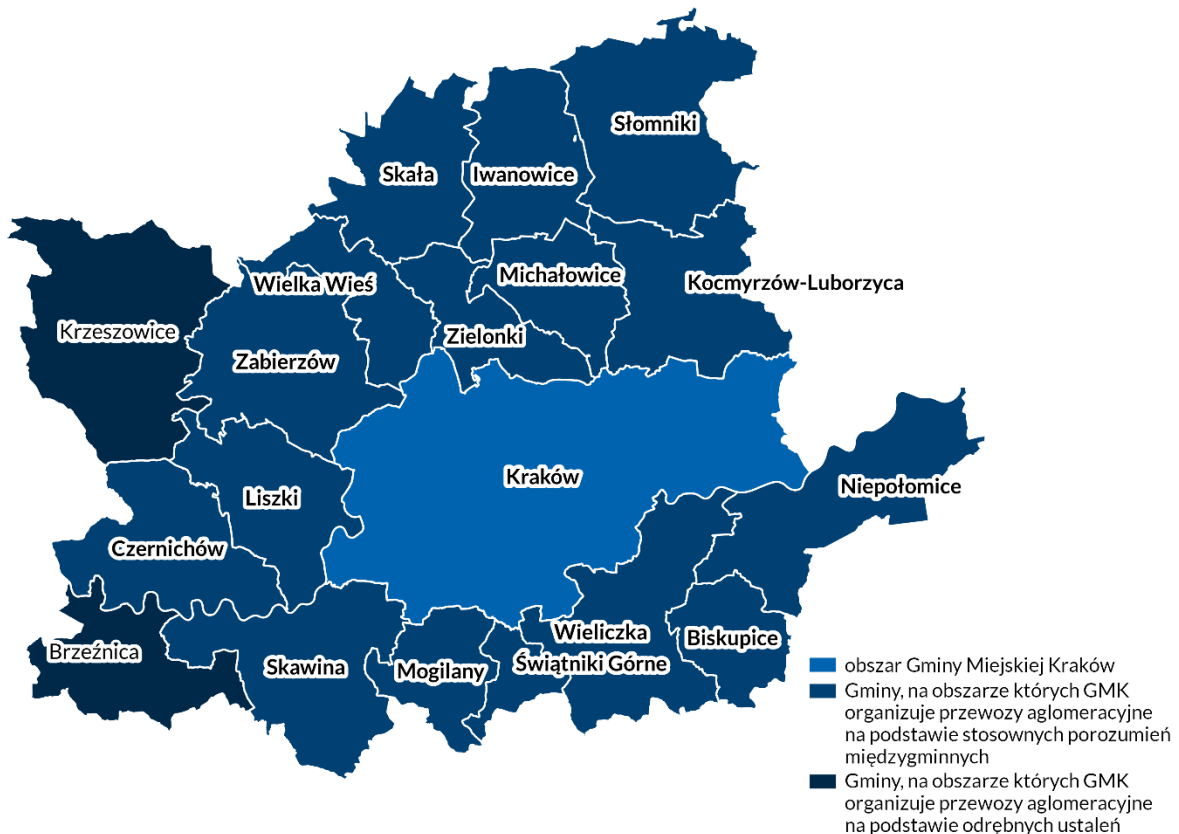 Słomniki
Skała
Iwanowice
Wielka Wieś
Michałowice
Kocmyrzów-Luborzyca
Krzeszowice
Zielonki
Zabierzów
Kraków
Niepołomice
Liszki
Czernichów
Wieliczka
Biskupice
Brzeźnica
Skawina
Mogilany
Świątniki Górne
obszar Gminy Miejskiej Kraków
Gminy, na obszarze których GMK
organizuje przewozy aglomeracyjne
na podstawie stosownych porozumień
międzygminnych
Gminy, na obszarze których GMK
organizuje przewozy aglomeracyjne
na podstawie odrębnych ustaleń